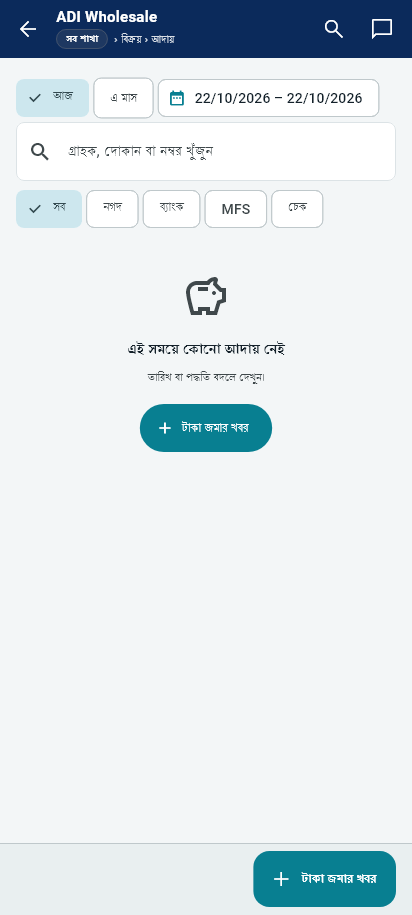 ADI Wholesale
সব শাখা › বিক্রয় › আদায়
আজ এ মাস 22/10/2026 – 22/10/2026
গ্রাহক, দোকান বা নম্বর খুঁজুন
সব নগদ ব্যাংক MFS চেক
এই সময়ে কোনো আদায় নেই
তারিখ বা পদ্ধতি বদলে দেখুন।
টাকা জমার খবর
টাকা জমার খবর